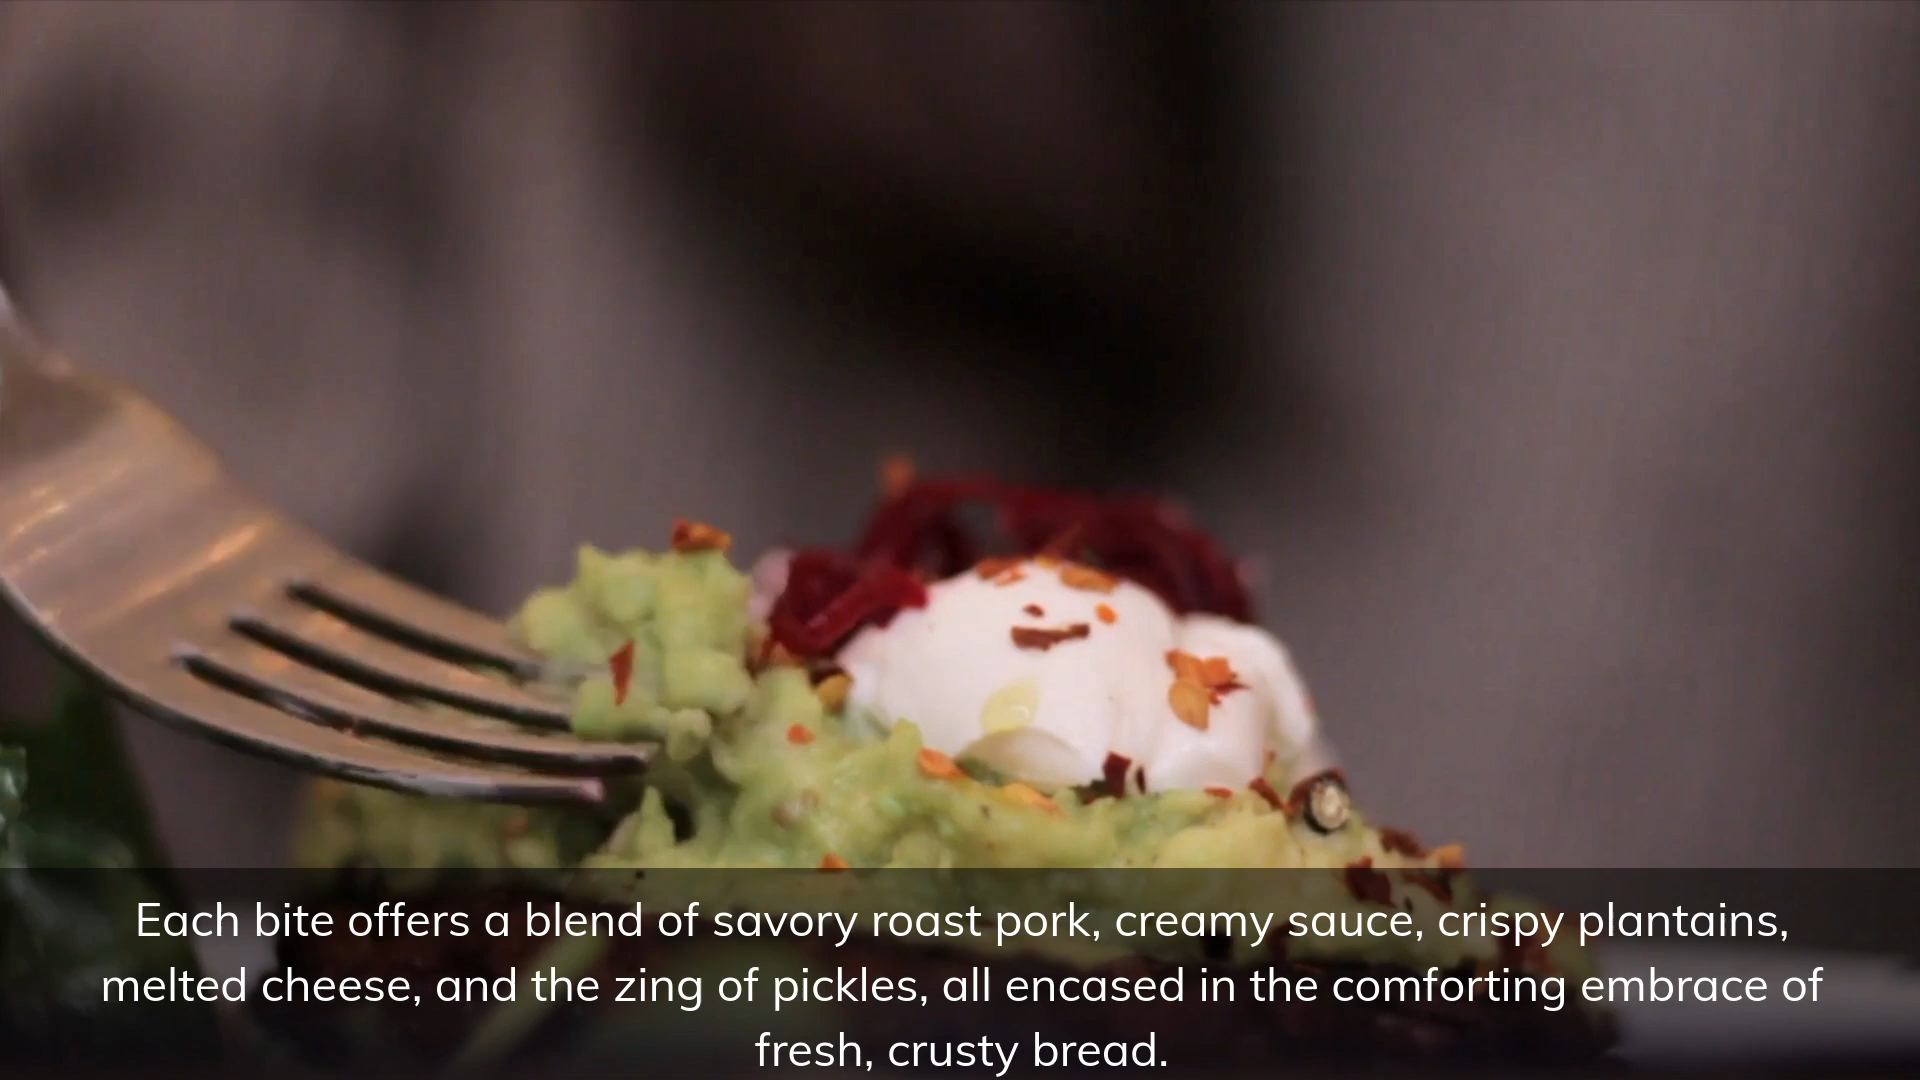 Each bite offers a blend of savory roast pork, creamy sauce, crispy plantains,
melted cheese, and the zing of pickles, all encased in the comforting embrace of
fresh, crusty bread.